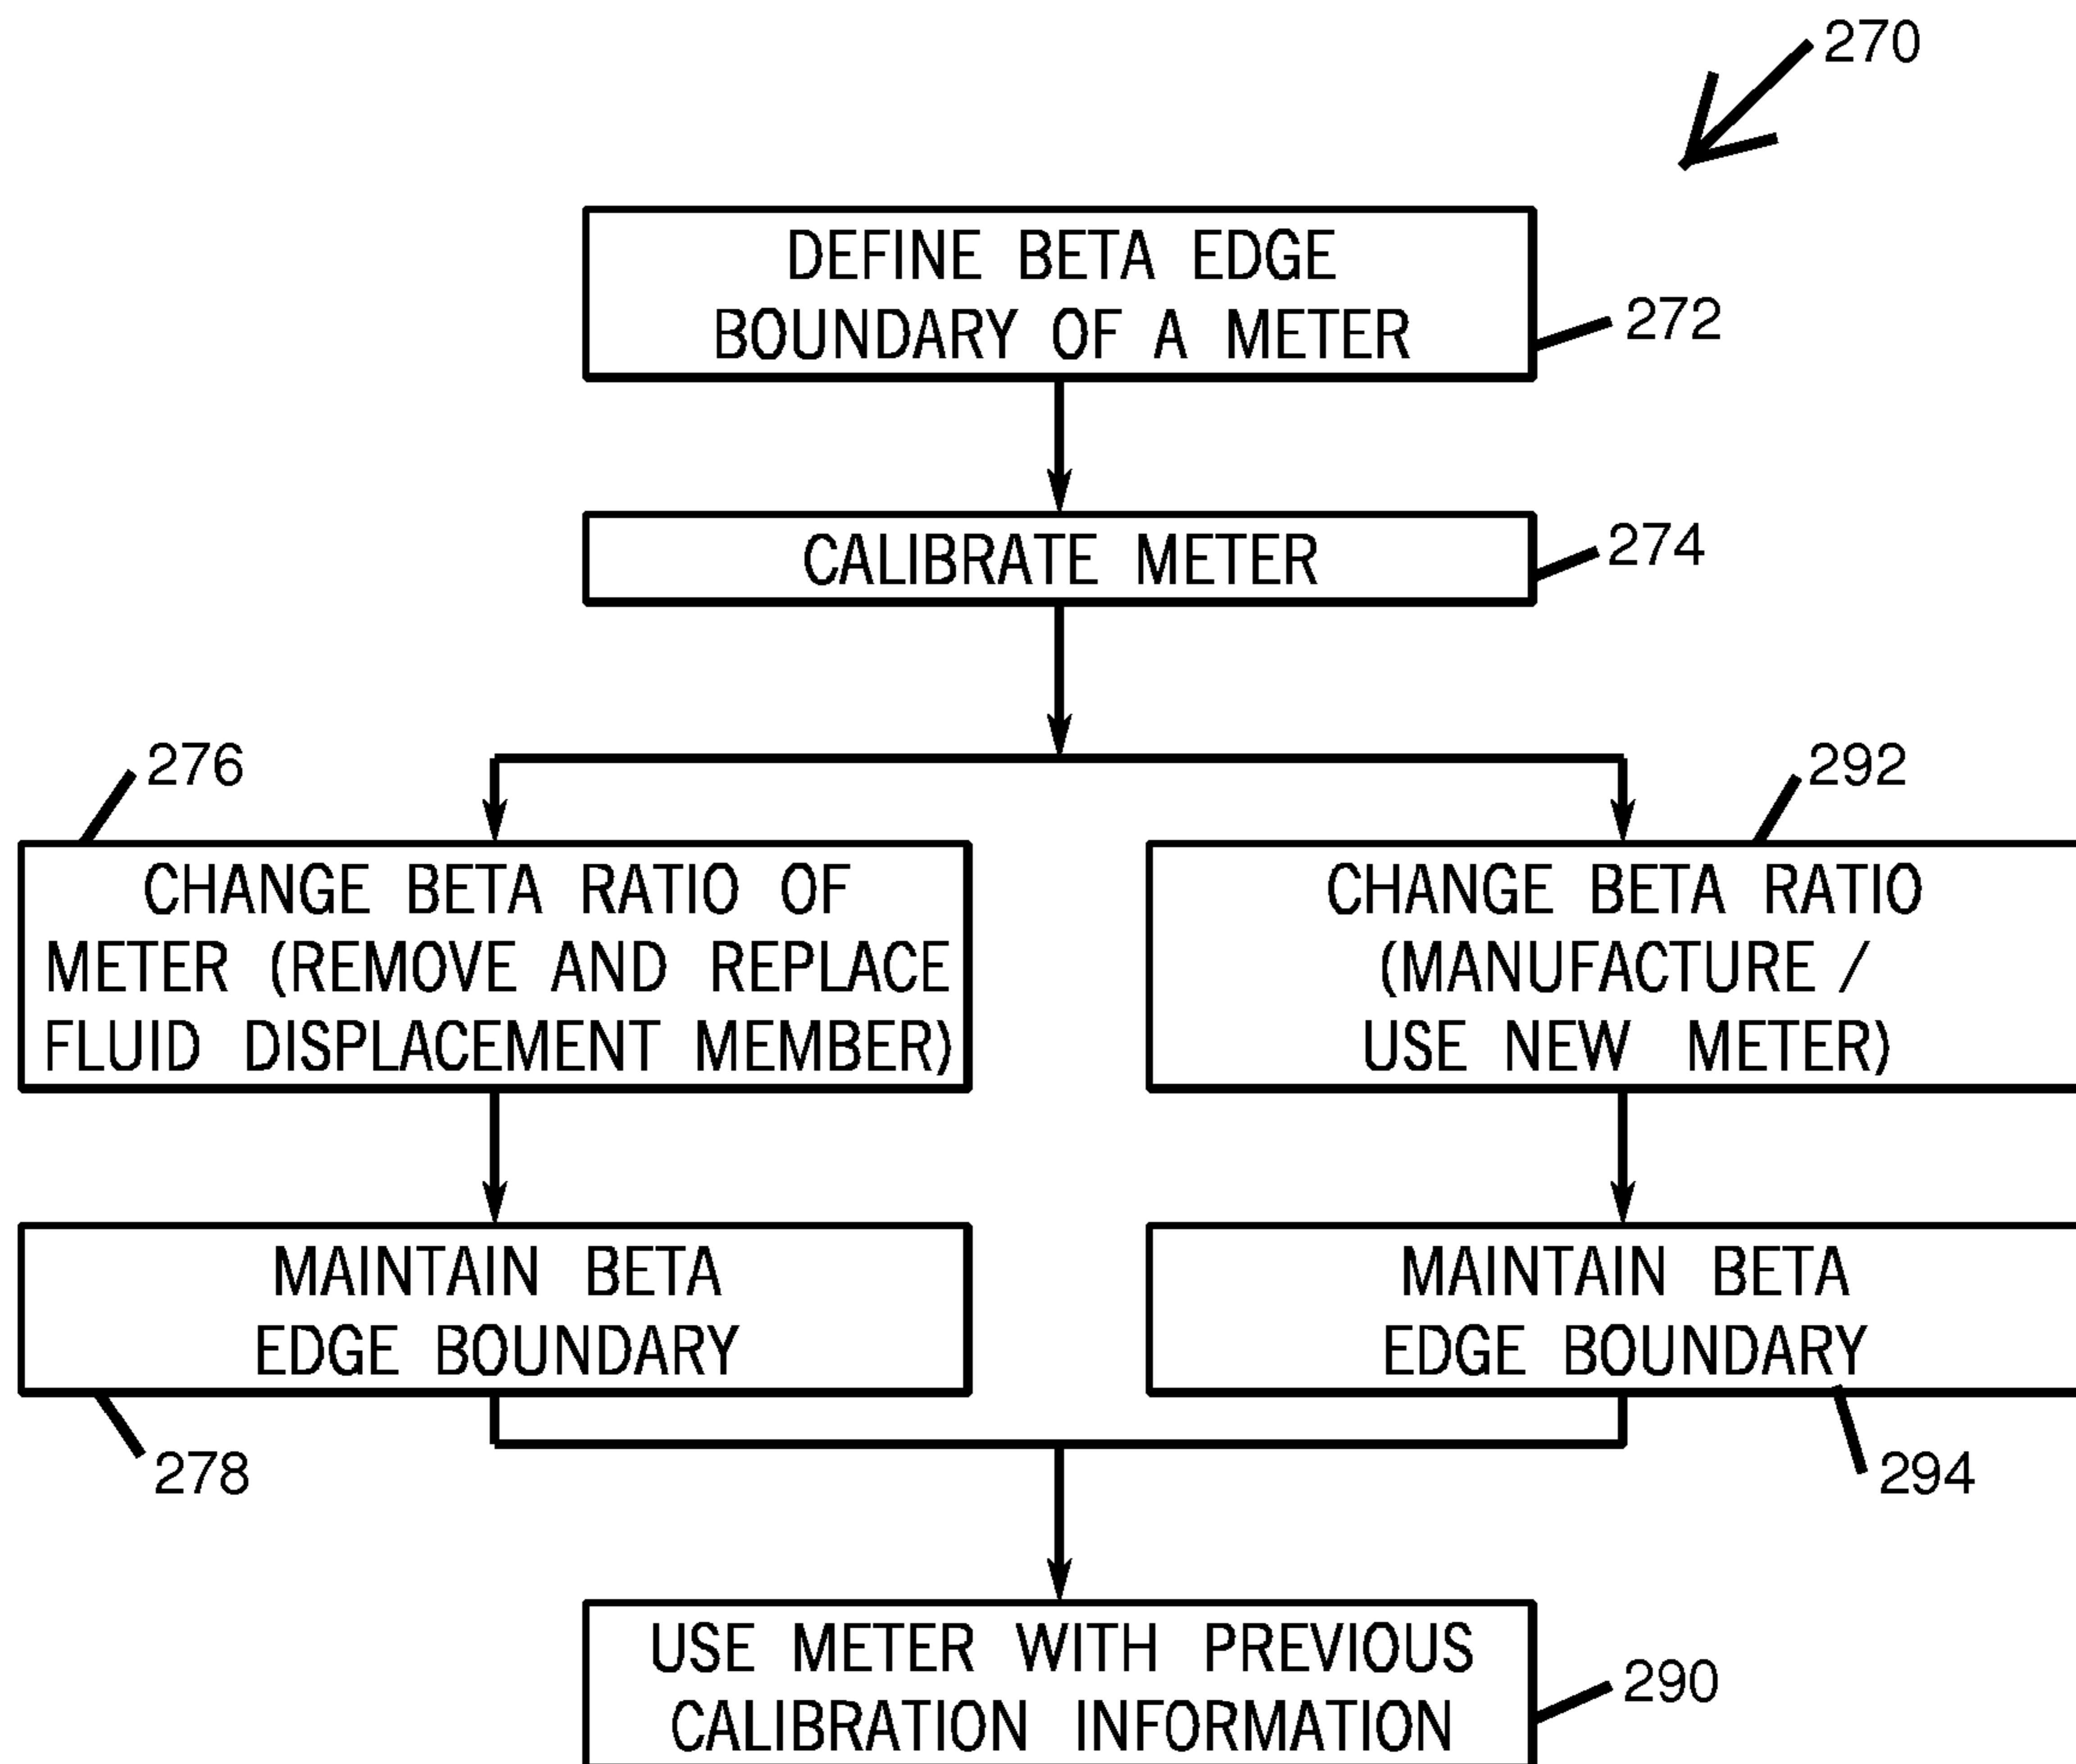 270
DEFINE BETA EDGE
BOUNDARY OF A METER
272
CALIBRATE METER
274
276
CHANGE BETA RATIO OF
METER (REMOVE AND REPLACE
FLUID DISPLACEMENT MEMBER)
292
CHANGE BETA RATIO
(MANUFACTURE /
USE NEW METER)
MAINTAIN BETA
EDGE BOUNDARY
278
MAINTAIN BETA
EDGE BOUNDARY
294
USE METER WITH PREVIOUS
CALIBRATION INFORMATION
290